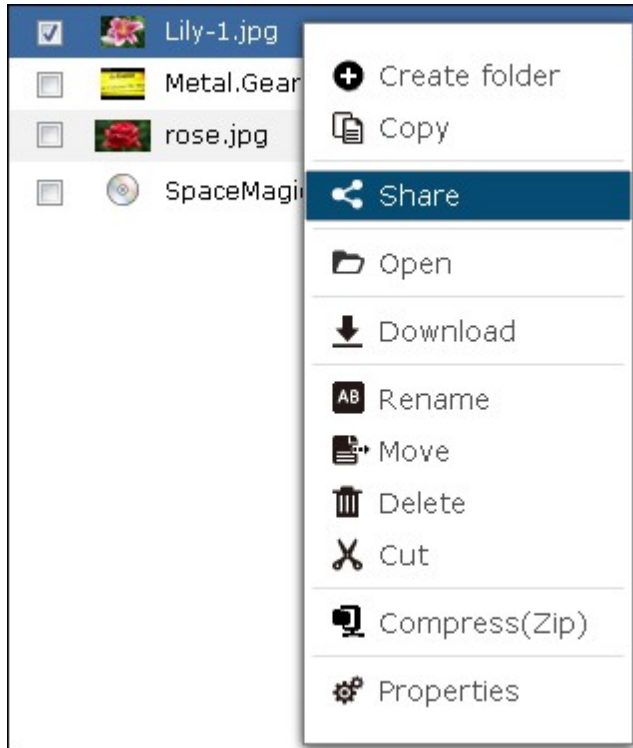 Lily-1.jpg
Metal.Gear
rose.jpg
SpaceMagi
Create folder
Copy
Share
Open
Download
AB Rename
Move
Delete
Cut
Compress(Zip)
Properties